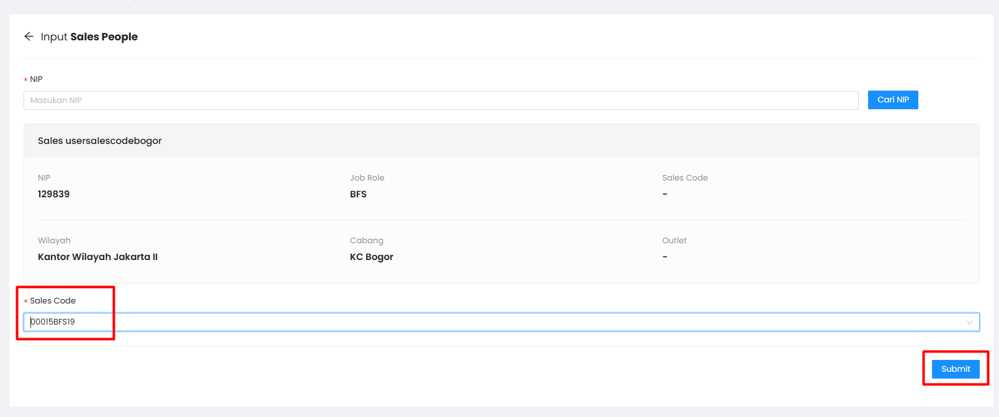 Input Sales People
* NIP
Masukan NIP
Cari NIP
Sales usersalescodebogor
NIP Job Role Sales Code
129839 BFS -
Wilayah Cabang Outlet
Kantor Wilayah Jakarta II KC Bogor -
* Sales Code
00015BFS19
Submit